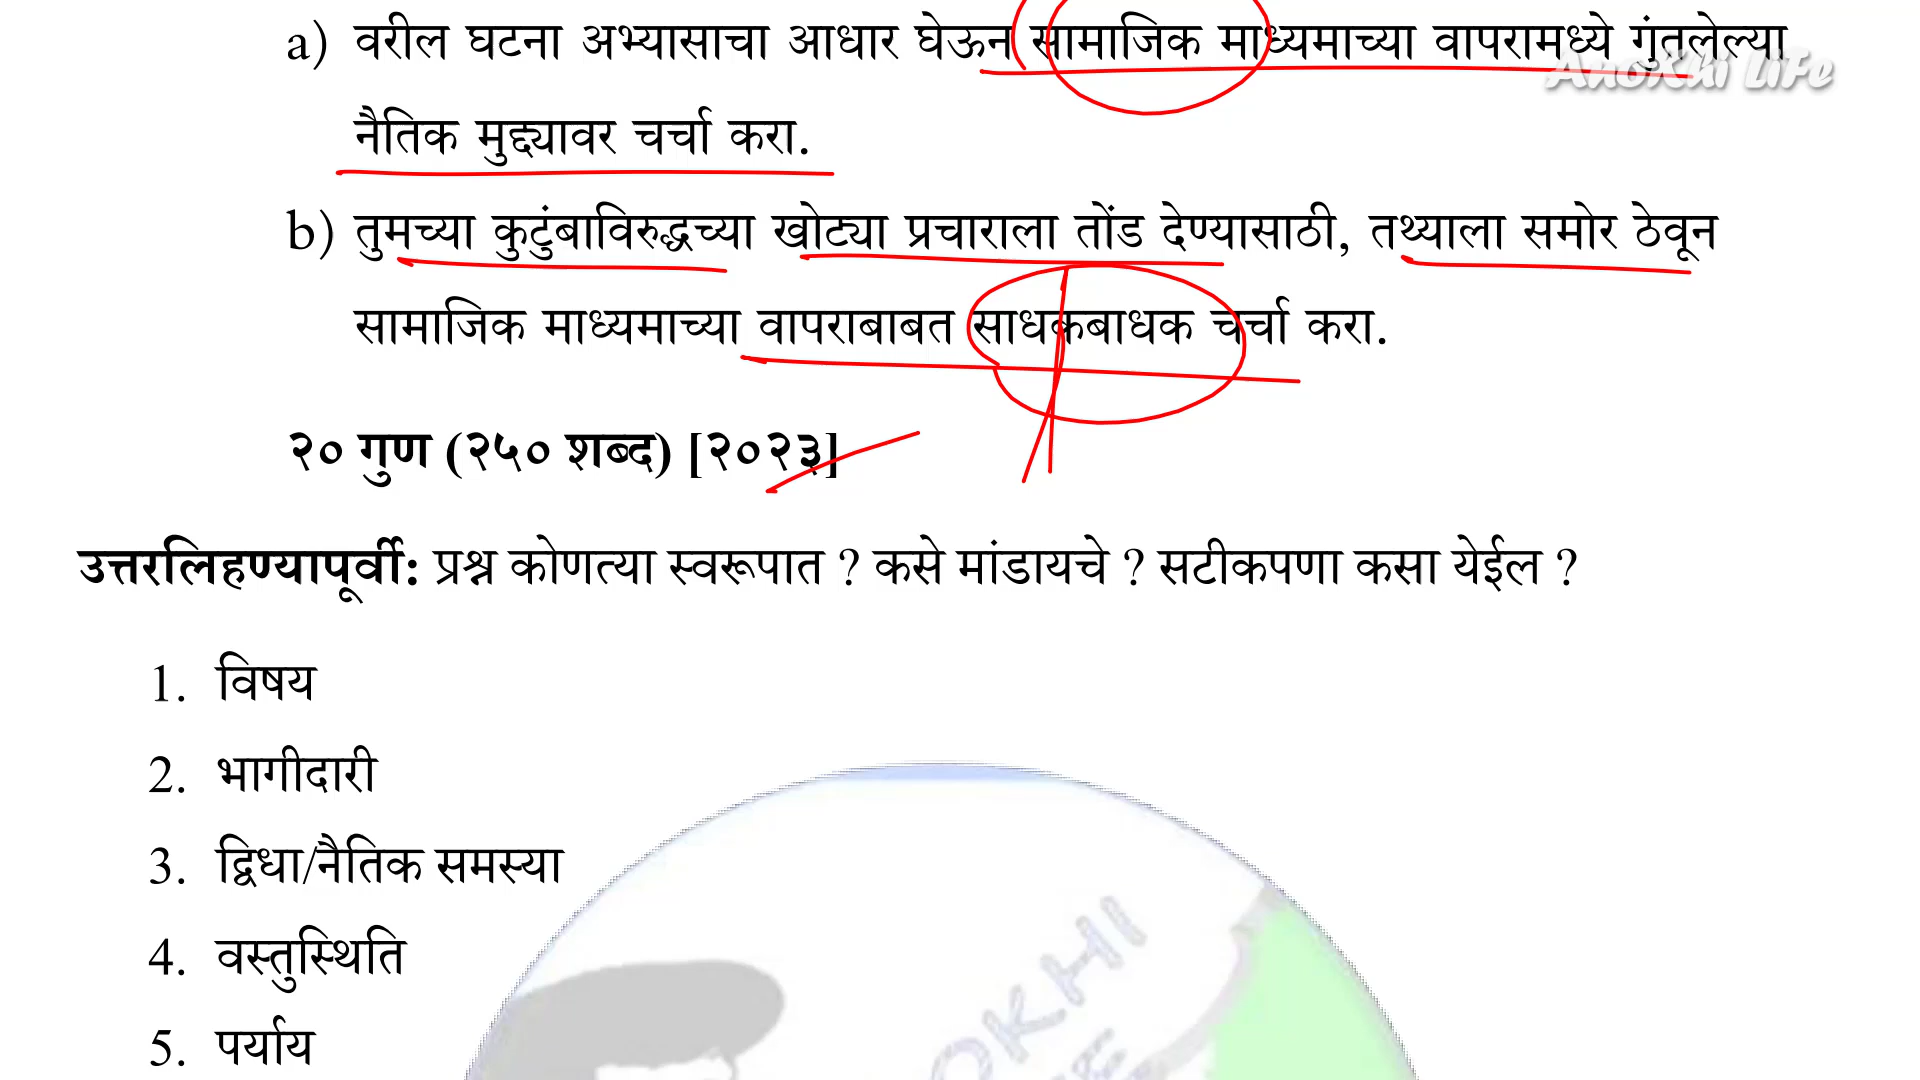 a) वरील घटना अभ्यासाचा आधार घेऊन सामाजिक माध्यमाच्या वापरामध्ये गुंतलेल्या
AnoKhi LiFe
नैतिक मुद्द्यावर चर्चा करा.
b) तुमच्या कुटुंबाविरुद्धच्या खोट्या प्रचाराला तोंड देण्यासाठी, तथ्याला समोर ठेवून
सामाजिक माध्यमाच्या वापराबाबत साधकबाधक चर्चा करा.
२० गुण (२५० शब्द) [२०२३]
उत्तरलिहण्यापूर्वी: प्रश्न कोणत्या स्वरूपात ? कसे मांडायचे ? सटीकपणा कसा येईल ?
1. विषय
2. भागीदारी
3. द्विधा/नैतिक समस्या
4. वस्तुस्थिति
5. पर्याय